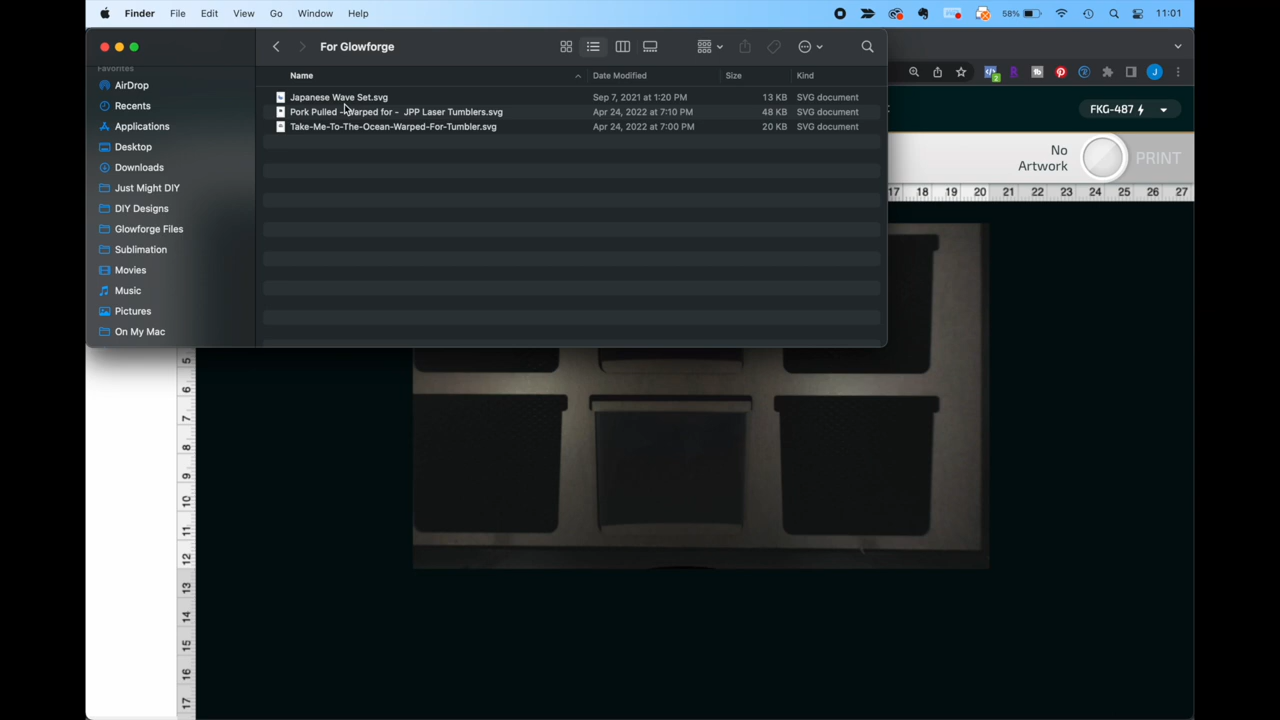 Finder File Edit View Go Window Help 58% 11:01
For Glowforge
Favorites
AirDrop
Recents
Applications
Desktop
Downloads
Just Might DIY
DIY Designs
Glowforge Files
Sublimation
Movies
Music
Pictures
On My Mac
Name Date Modified Size Kind
Japanese Wave Set.svg Sep 7, 2021 at 1:20 PM 13 KB SVG document
Pork Pulled - Warped for - JPP Laser Tumblers.svg Apr 24, 2022 at 7:10 PM 48 KB SVG document
Take-Me-To-The-Ocean-Warped-For-Tumbler.svg Apr 24, 2022 at 7:00 PM 20 KB SVG document
2 J
FKG-487
No
Artwork
PRINT
17 18 19 20 21 22 23 24 25 26 27
5
6
7
8
9
10
11
12
13
14
15
16
17